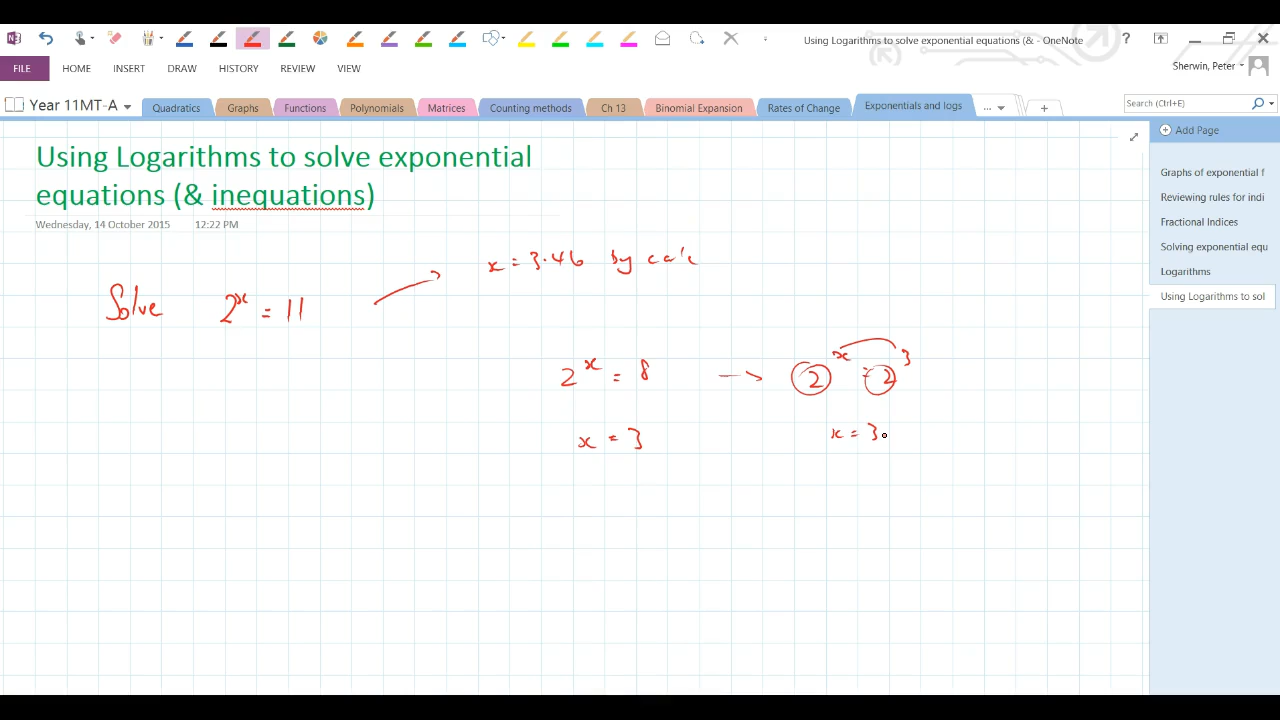 Using Logarithms to solve exponential equations (& - OneNote
?
FILE HOME INSERT DRAW HISTORY REVIEW VIEW
Sherwin, Peter
Year 11MT-A
Quadratics Graphs Functions Polynomials Matrices Counting methods Ch 13 Binomial Expansion Rates of Change Exponentials and logs ... +
Search (Ctrl+E)
Add Page
Graphs of exponential f
Reviewing rules for indi
Fractional Indices
Solving exponential equ
Logarithms
Using Logarithms to sol
Using Logarithms to solve exponential
equations (& inequations)
Wednesday, 14 October 2015 12:22 PM
x = 3.46 by calc
Solve 2^x = 11
2^x = 8 → 2^x = 2^3
x = 3 x = 3